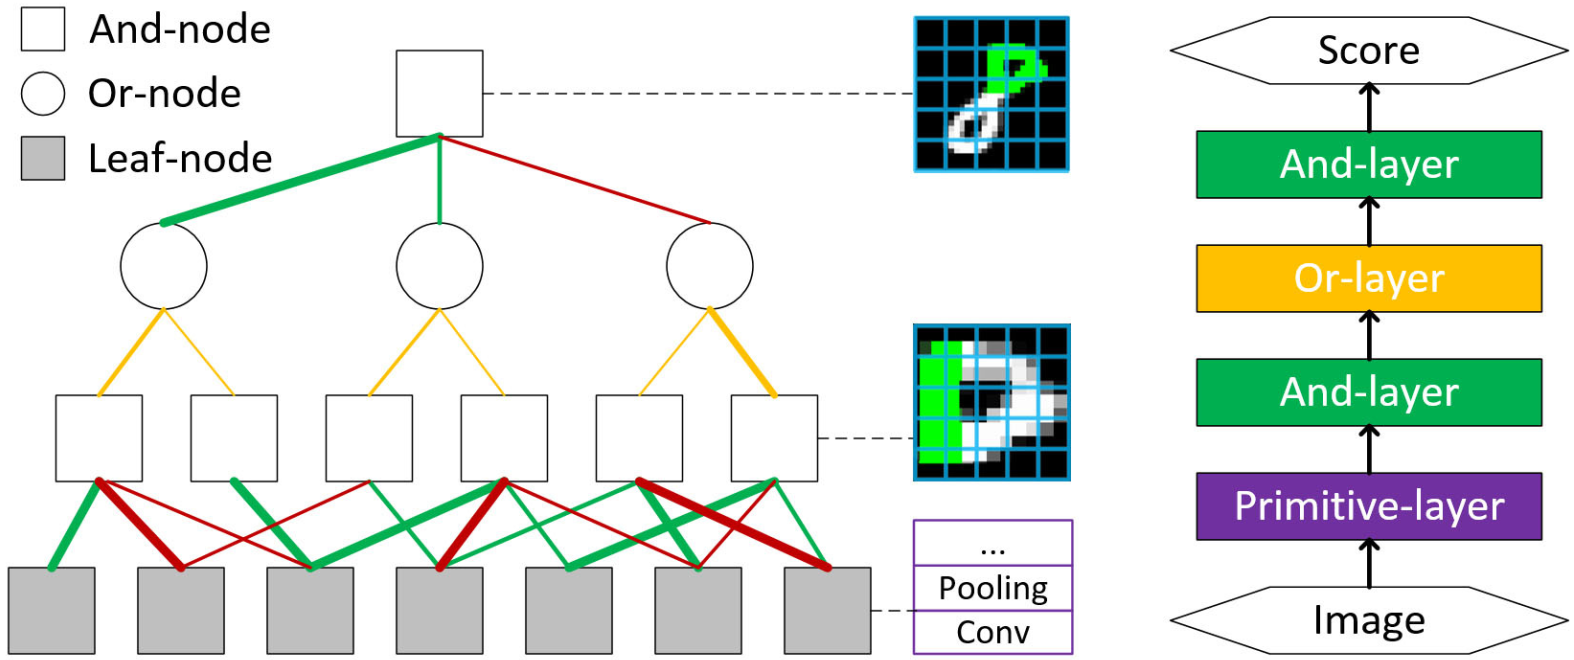 And-node
Or-node
Leaf-node
...
Pooling
Conv
Score
And-layer
Or-layer
And-layer
Primitive-layer
Image